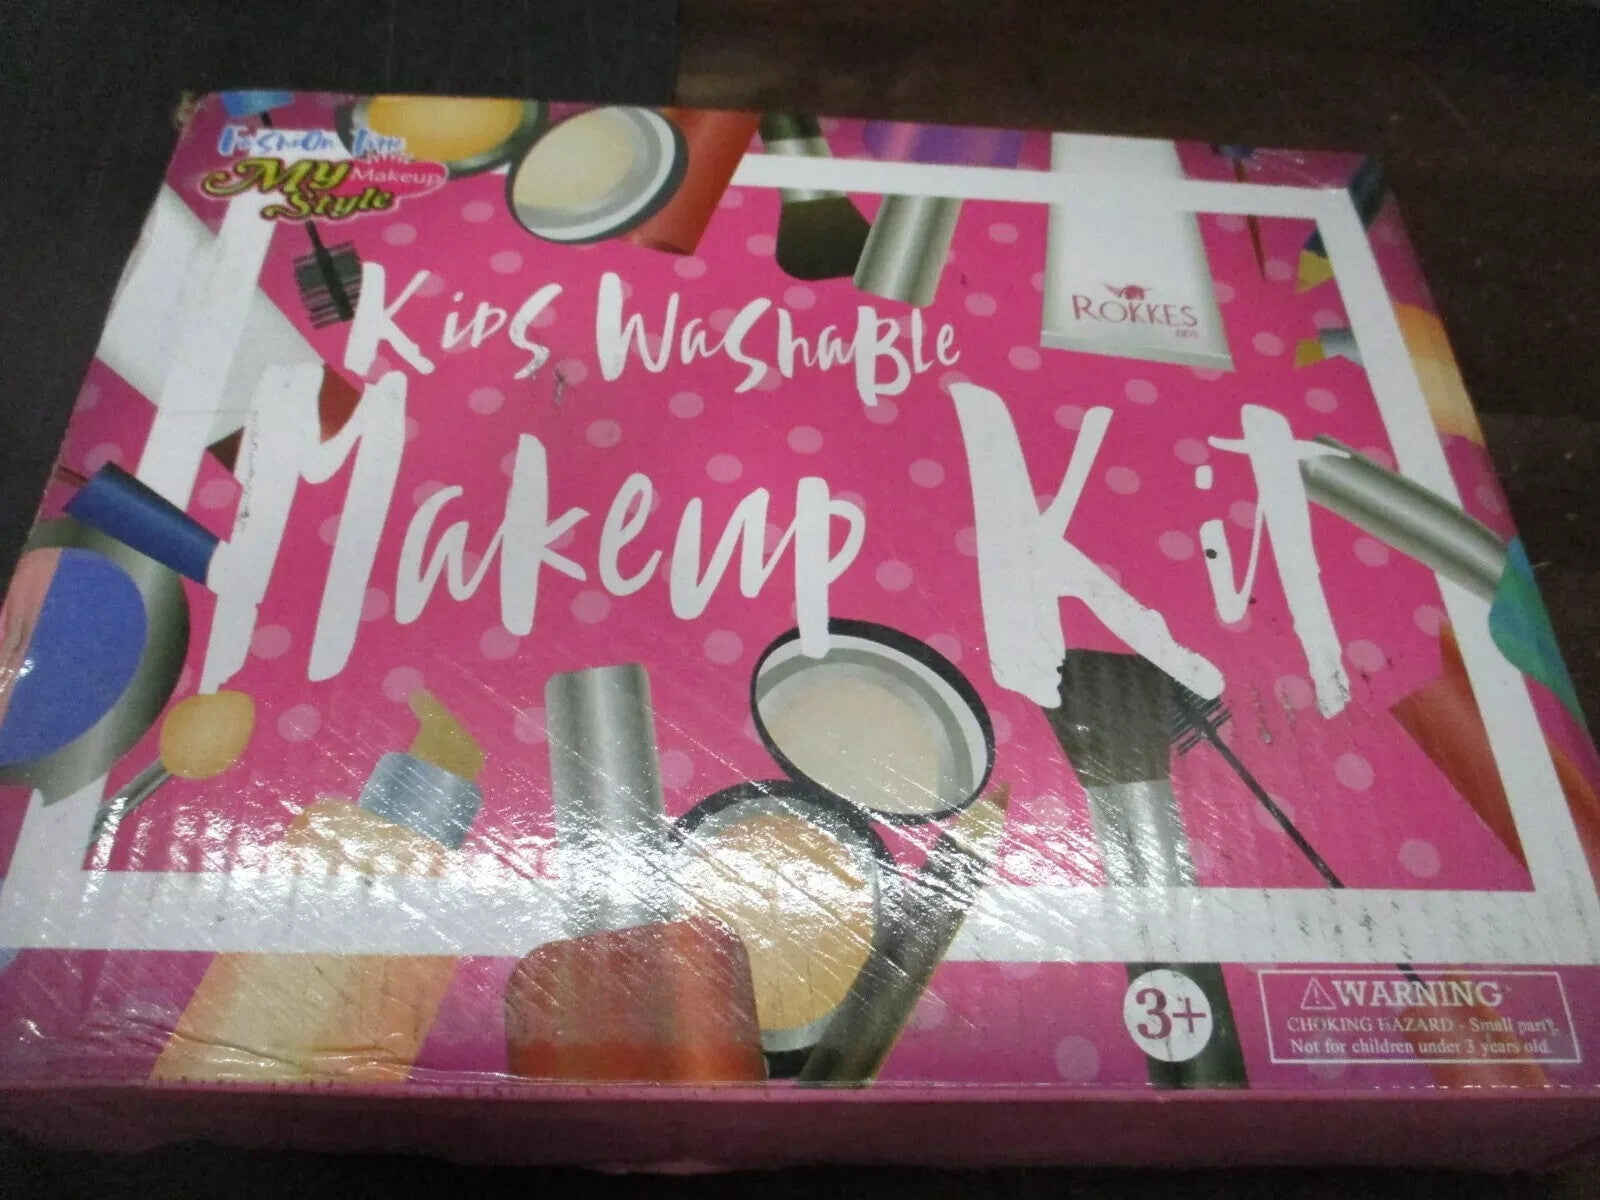 Fashion Time
My Makeup
Style
Kids Washable
Makeup Kit
ROKKES
3+
WARNING
CHOKING HAZARD - Small parts.
Not for children under 3 years old.